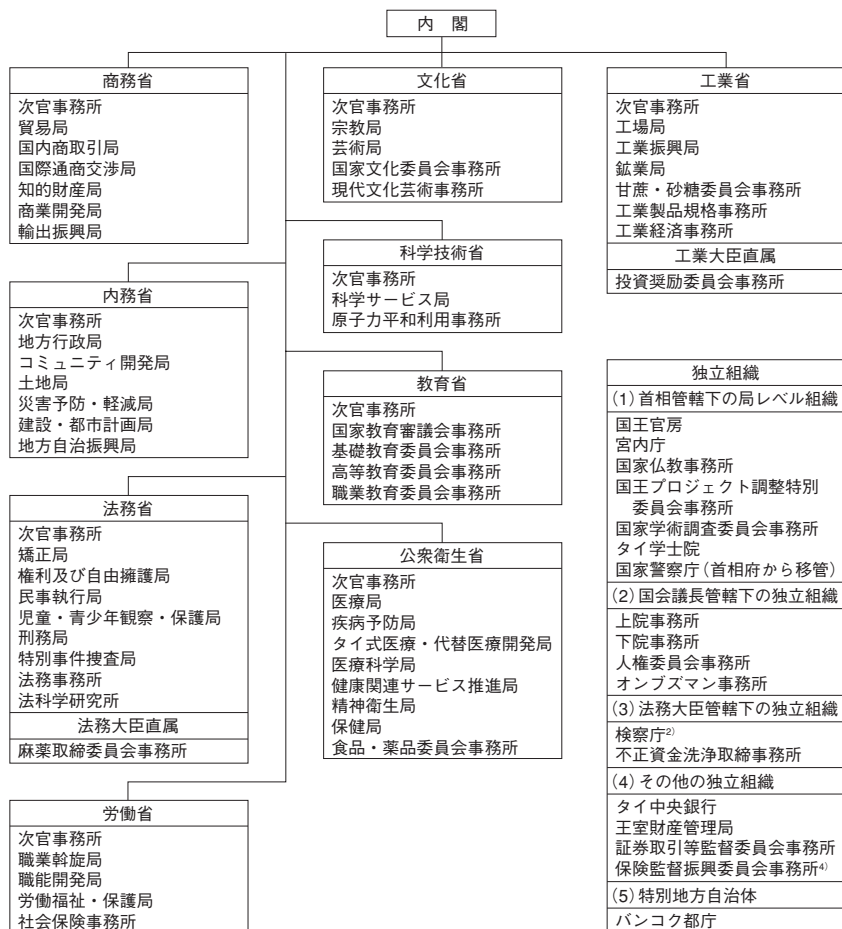 内　閣
商務省
次官事務所
貿易局
国内商取引局
国際通商交渉局
知的財産局
商業開発局
輸出振興局
内務省
次官事務所
地方行政局
コミュニティ開発局
土地局
災害予防・軽減局
建設・都市計画局
地方自治振興局
法務省
次官事務所
矯正局
権利及び自由擁護局
民事執行局
児童・青少年観察・保護局
刑務局
特別事件捜査局
法務事務所
法科学研究所
法務大臣直属
麻薬取締委員会事務所
労働省
次官事務所
職業斡旋局
職能開発局
労働福祉・保護局
社会保険事務所
文化省
次官事務所
宗教局
芸術局
国家文化委員会事務所
現代文化芸術事務所
科学技術省
次官事務所
科学サービス局
原子力平和利用事務所
教育省
次官事務所
国家教育審議会事務所
基礎教育委員会事務所
高等教育委員会事務所
職業教育委員会事務所
公衆衛生省
次官事務所
医療局
疾病予防局
タイ式医療・代替医療開発局
医療科学局
健康関連サービス推進局
精神衛生局
保健局
食品・薬品委員会事務所
工業省
次官事務所
工場局
工業振興局
鉱業局
甘蔗・砂糖委員会事務所
工業製品規格事務所
工業経済事務所
工業大臣直属
投資奨励委員会事務所
独立組織
(1)首相管轄下の局レベル組織
国王官房
宮内庁
国家仏教事務所
国王プロジェクト調整特別
委員会事務所
国家学術調査委員会事務所
タイ学士院
国家警察庁(首相府から移管)
(2)国会議長管轄下の独立組織
上院事務所
下院事務所
人権委員会事務所
オンブズマン事務所
(3)法務大臣管轄下の独立組織
検察庁2)
不正資金洗浄取締事務所
(4)その他の独立組織
タイ中央銀行
王室財産管理局
証券取引等監督委員会事務所
保険監督振興委員会事務所4)
(5)特別地方自治体
バンコク都庁